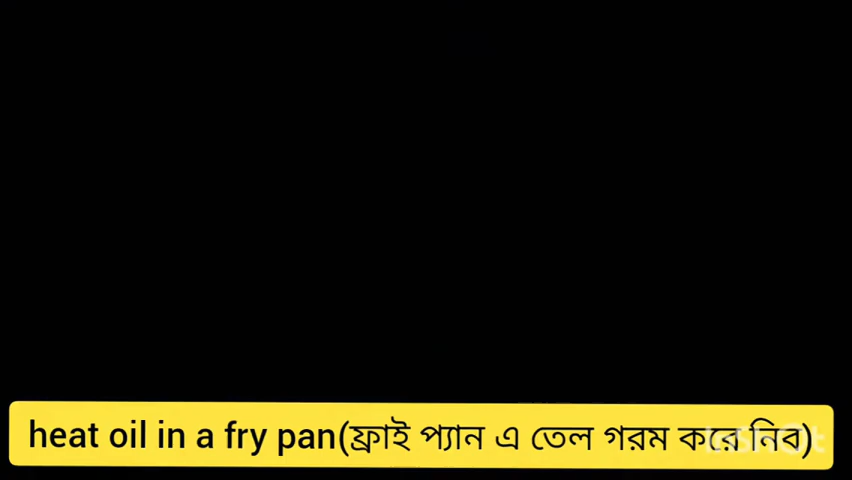 heat oil in a fry pan(ফ্রাই প্যান এ তেল গরম করে নিব)